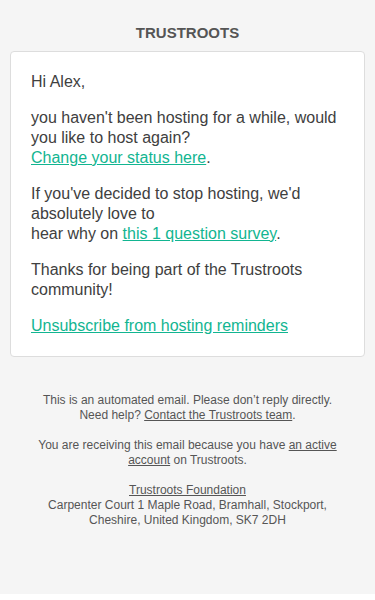 TRUSTROOTS
Hi Alex,
you haven't been hosting for a while, would
you like to host again?
Change your status here.
If you've decided to stop hosting, we'd
absolutely love to
hear why on this 1 question survey.
Thanks for being part of the Trustroots
community!
Unsubscribe from hosting reminders
This is an automated email. Please don’t reply directly.
Need help? Contact the Trustroots team.
You are receiving this email because you have an active
account on Trustroots.
Trustroots Foundation
Carpenter Court 1 Maple Road, Bramhall, Stockport,
Cheshire, United Kingdom, SK7 2DH